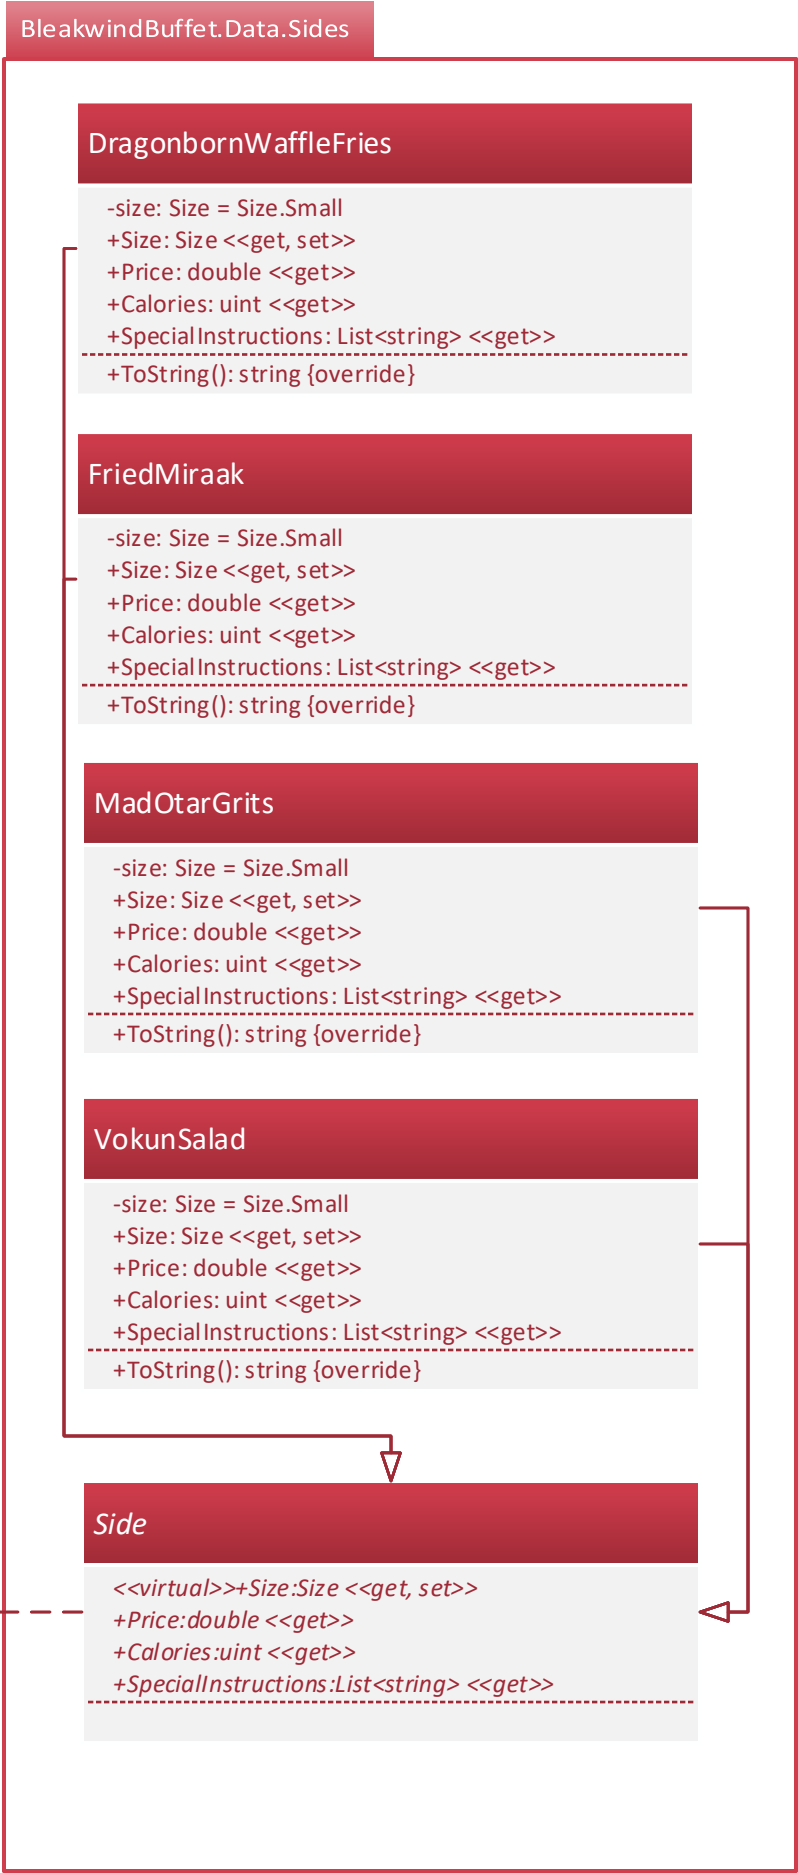 BleakwindBuffet.Data.Sides
DragonbornWaffleFries
-size: Size = Size.Small
+Size: Size <<get, set>>
+Price: double <<get>>
+Calories: uint <<get>>
+SpecialInstructions: List<string> <<get>>
+ToString(): string {override}
FriedMiraak
-size: Size = Size.Small
+Size: Size <<get, set>>
+Price: double <<get>>
+Calories: uint <<get>>
+SpecialInstructions: List<string> <<get>>
+ToString(): string {override}
MadOtarGrits
-size: Size = Size.Small
+Size: Size <<get, set>>
+Price: double <<get>>
+Calories: uint <<get>>
+SpecialInstructions: List<string> <<get>>
+ToString(): string {override}
VokunSalad
-size: Size = Size.Small
+Size: Size <<get, set>>
+Price: double <<get>>
+Calories: uint <<get>>
+SpecialInstructions: List<string> <<get>>
+ToString(): string {override}
Side
<<virtual>>+Size:Size <<get, set>>
+Price:double <<get>>
+Calories:uint <<get>>
+SpecialInstructions:List<string> <<get>>